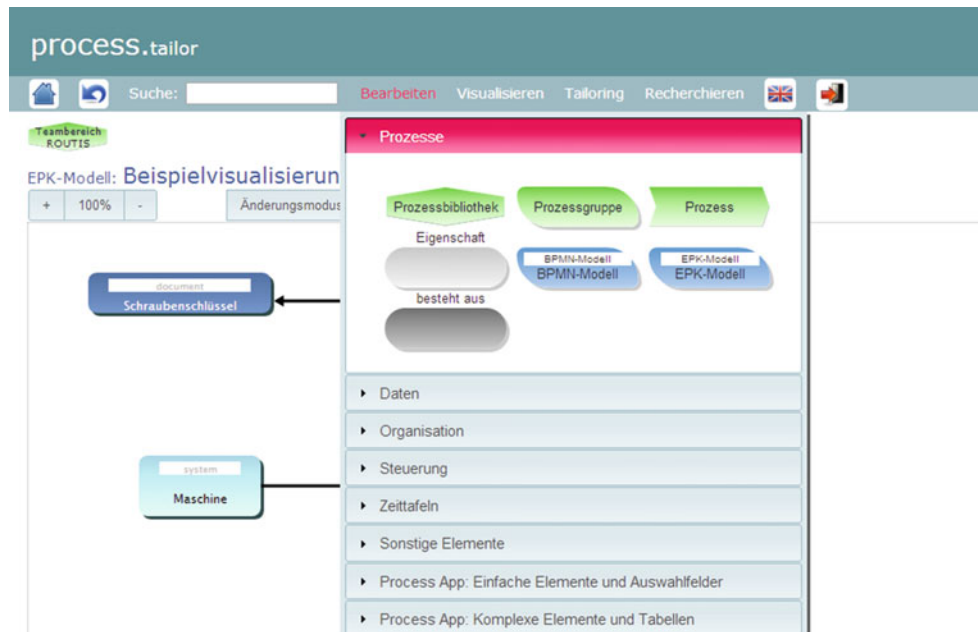 process.tailor
Suche:
Bearbeiten Visualisieren Tailoring Recherchieren
Teambereich
ROUTIS
EPK-Modell: Beispielvisualisierun
+ 100% - Änderungsmodus
document
Schraubenschlüssel
system
Maschine
Prozesse
Prozessbibliothek Prozessgruppe Prozess
Eigenschaft
BPMN-Modell
BPMN-Modell
EPK-Modell
EPK-Modell
besteht aus
Daten
Organisation
Steuerung
Zeittafeln
Sonstige Elemente
Process App: Einfache Elemente und Auswahlfelder
Process App: Komplexe Elemente und Tabellen